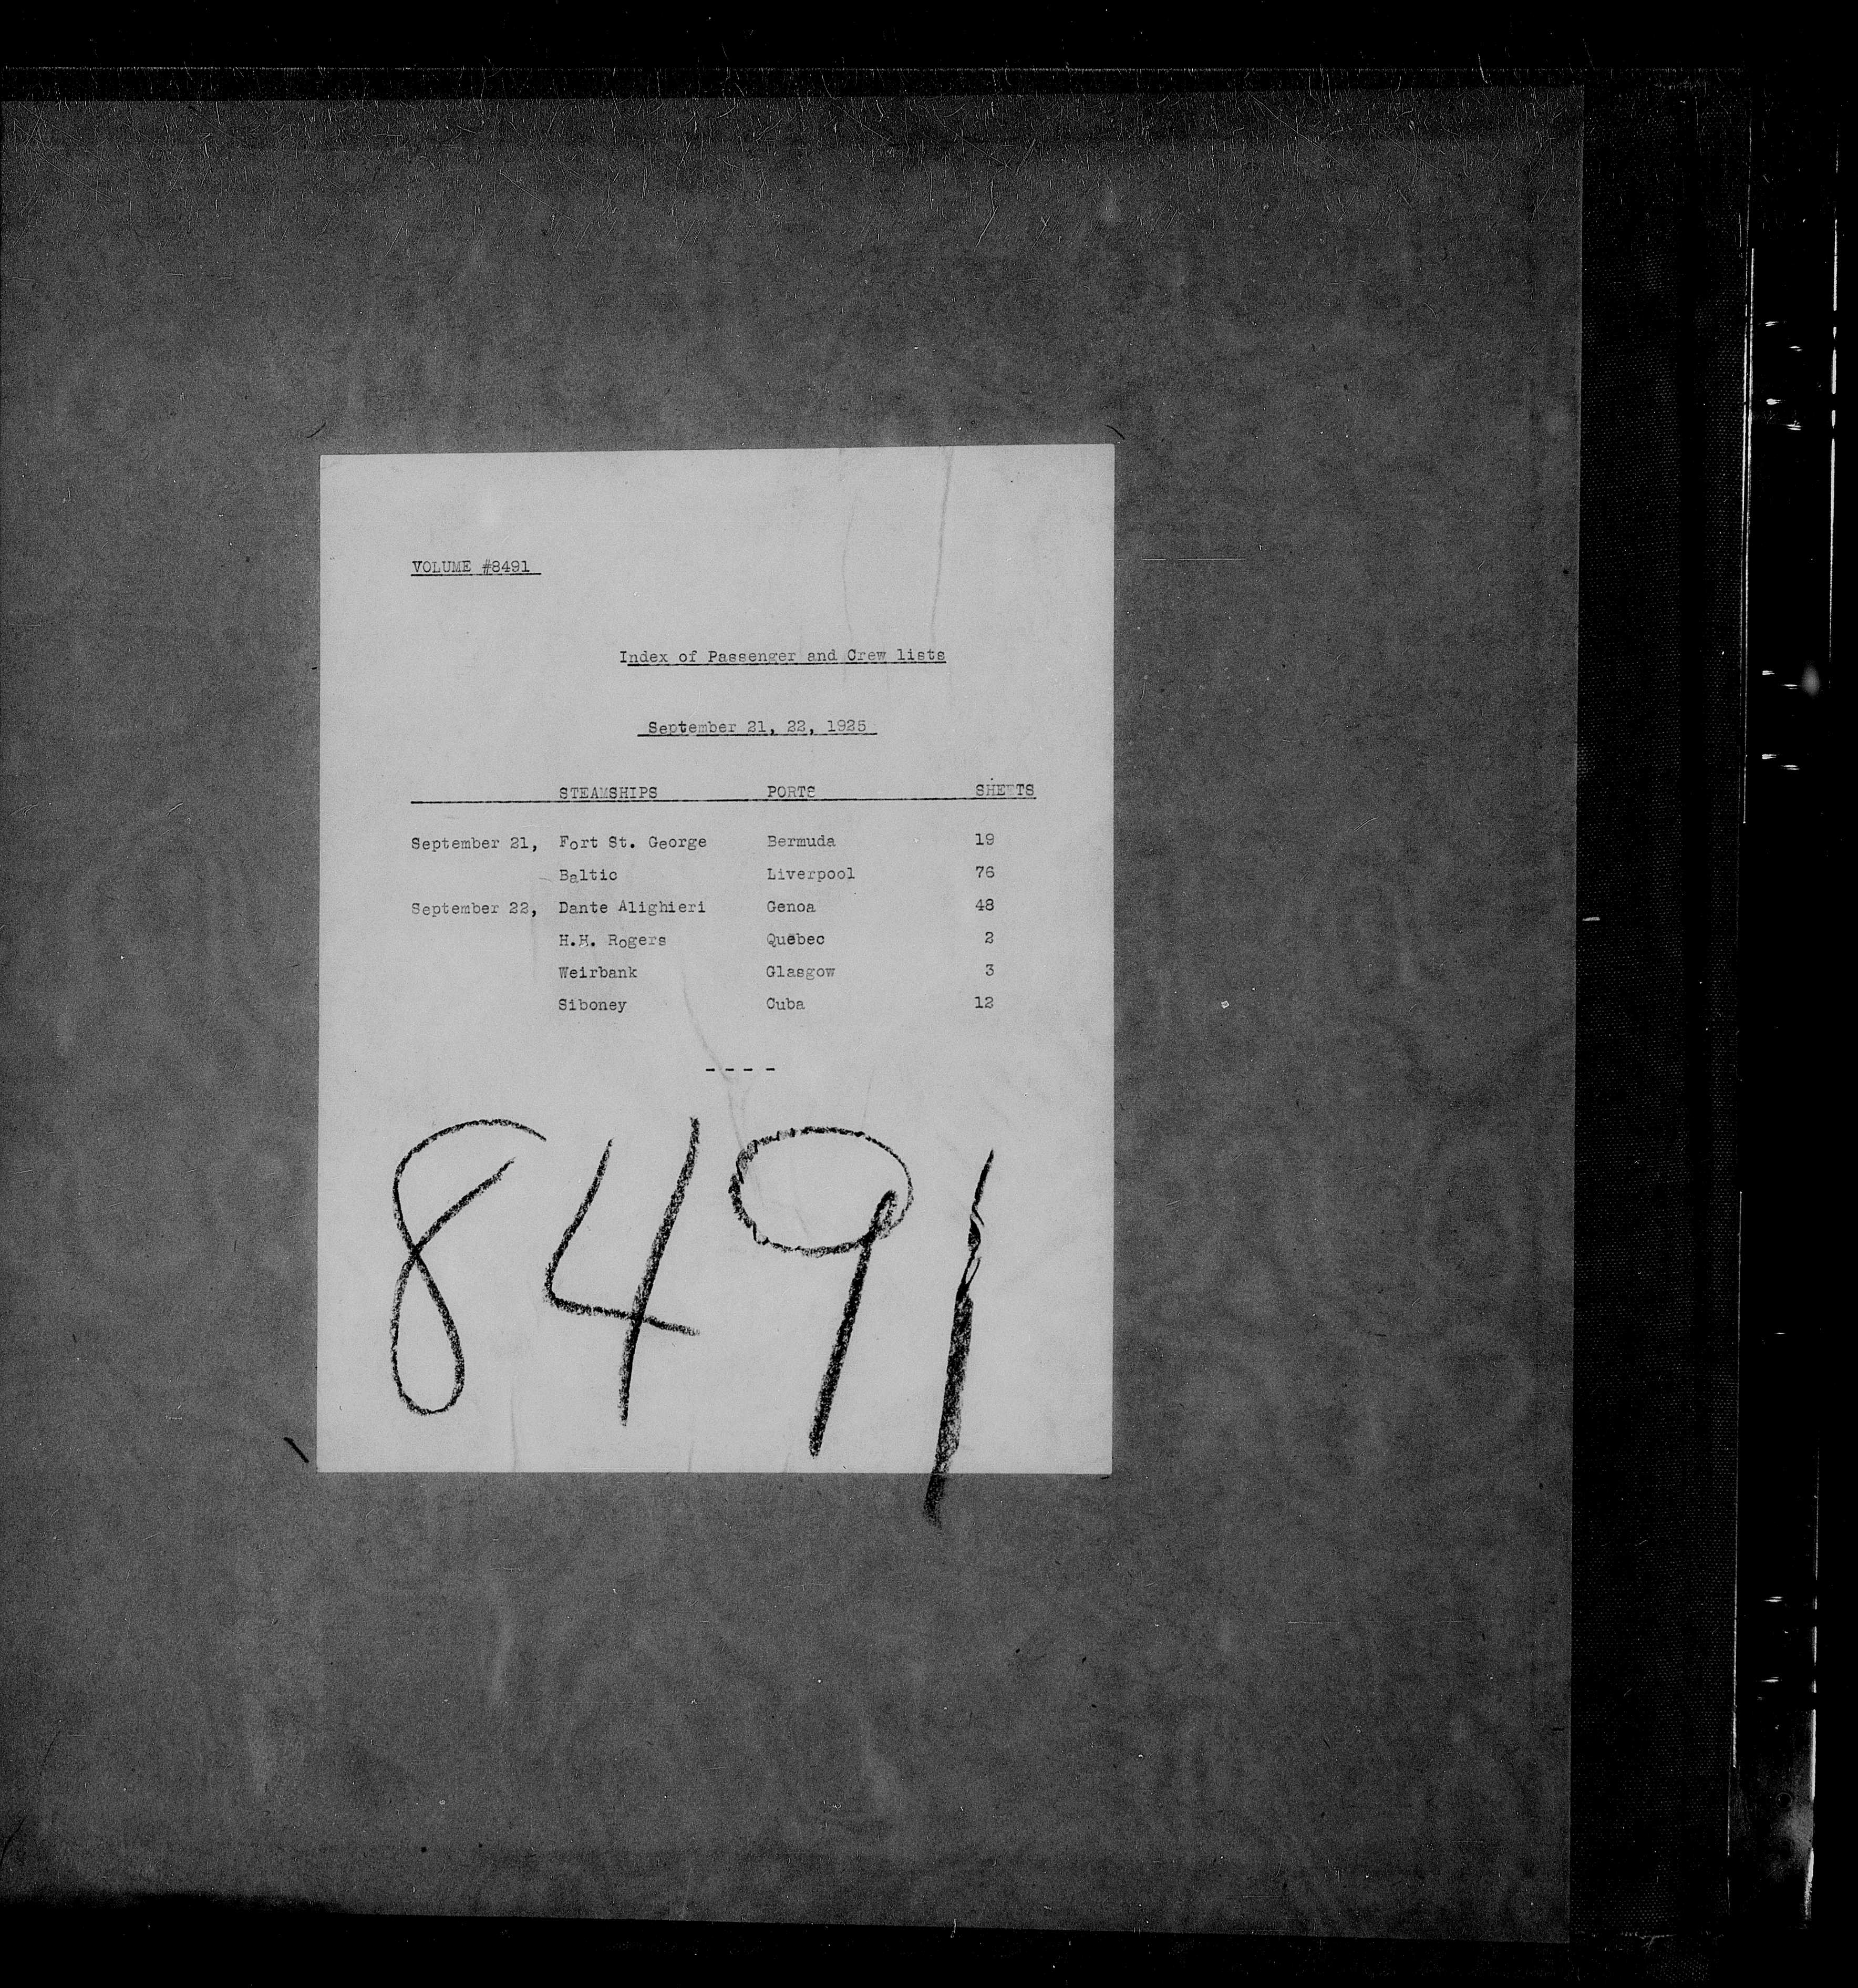 VOLUME #8491
Index of Passenger and Crew lists
September 21, 22, 1925
STEAMSHIPS PORTS SHEETS
September 21, Fort St. George Bermuda 19
Baltic Liverpool 76
September 22, Dante Alighieri Genoa 48
H.H. Rogers Quebec 2
Weirbank Glasgow 3
Siboney Cuba 12
- - - -
8491